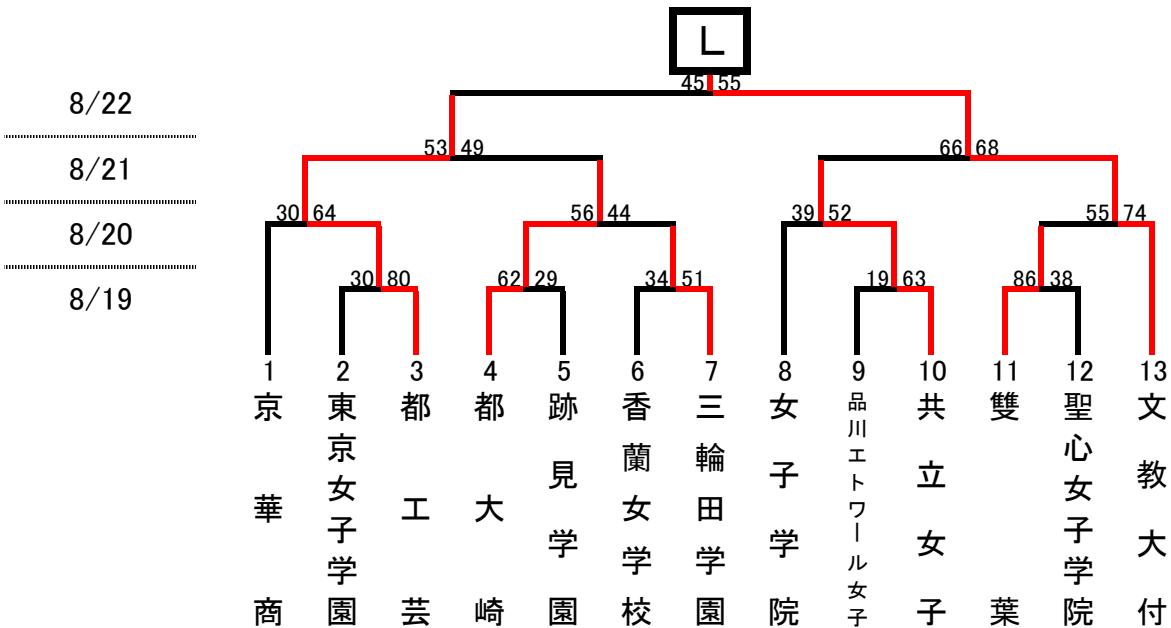 L
45 55
8/22
53 49
66 68
8/21
30 64
56 44
39 52
55 74
8/20
30 80
62 29
34 51
19 63
86 38
8/19
1 2 3 4 5 6 7 8 9 10 11 12 13
京華商
東京女子学園
都工芸
都大崎
跡見学園
香蘭女学校
三輪田学園
女子学院
品川エトワール女子
共立女子
雙葉
聖心女子学院
文教大付